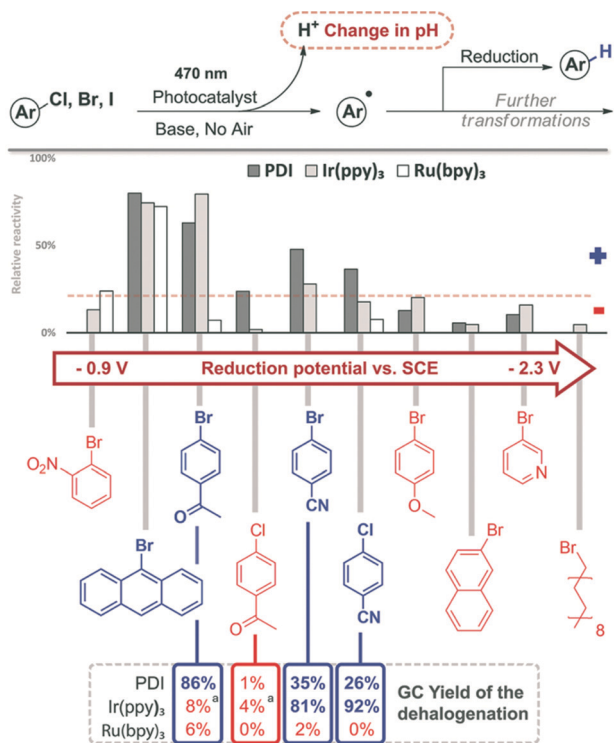 H+ Change in pH
470 nm
Reduction
Ar-H
Ar Cl, Br, I
Photocatalyst
Ar•
Base, No Air
Further
transformations
100%
PDI Ir(ppy)₃ Ru(bpy)₃
Relative reactivity
50%
0%
- 0.9 V Reduction potential vs. SCE - 2.3 V
Br
Br
Br
Br
Br
O₂N
N
O
CN
O
Br
Cl
Cl
Br
Br
8
O
CN
PDI 86% 1% 35% 26%
Ir(ppy)₃ 8%a 4%a 81% 92%
Ru(bpy)₃ 6% 0% 2% 0%
GC Yield of the
dehalogenation